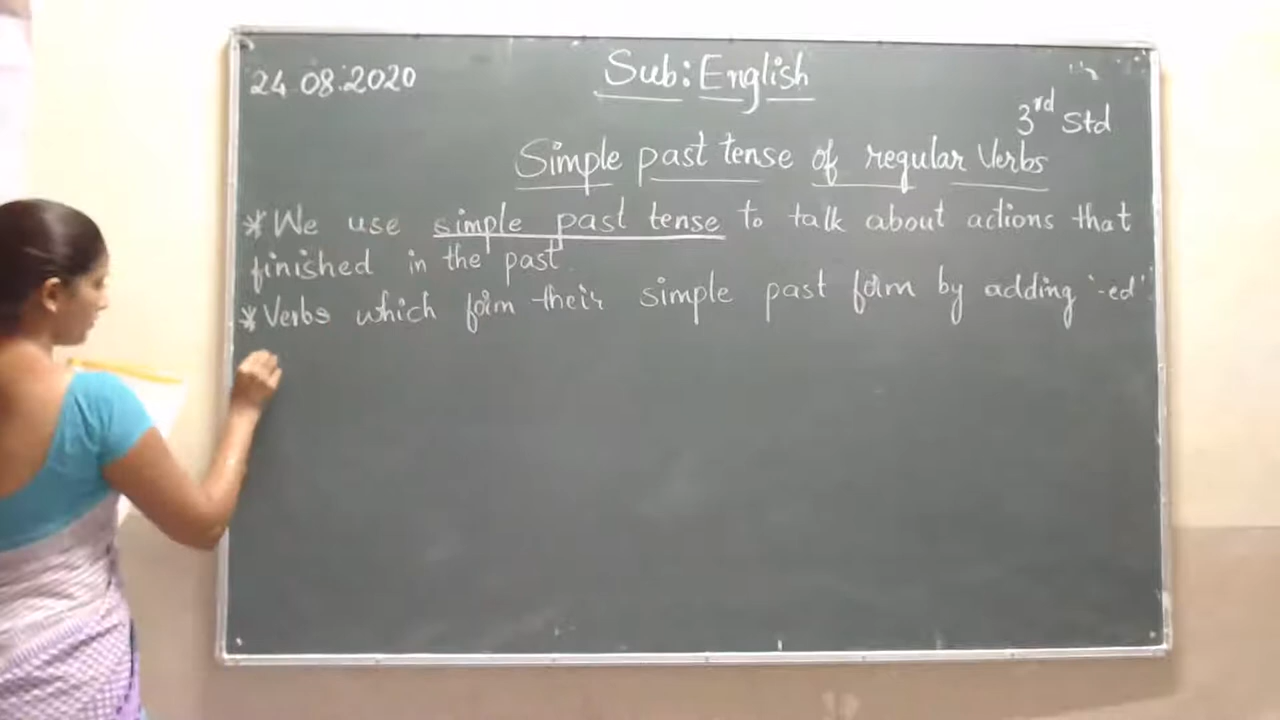 24.08.2020
Sub: English
3rd Std
Simple past tense of regular Verbs
*We use simple past tense to talk about actions that
finished in the past.
*Verbs which form their simple past form by adding '-ed'